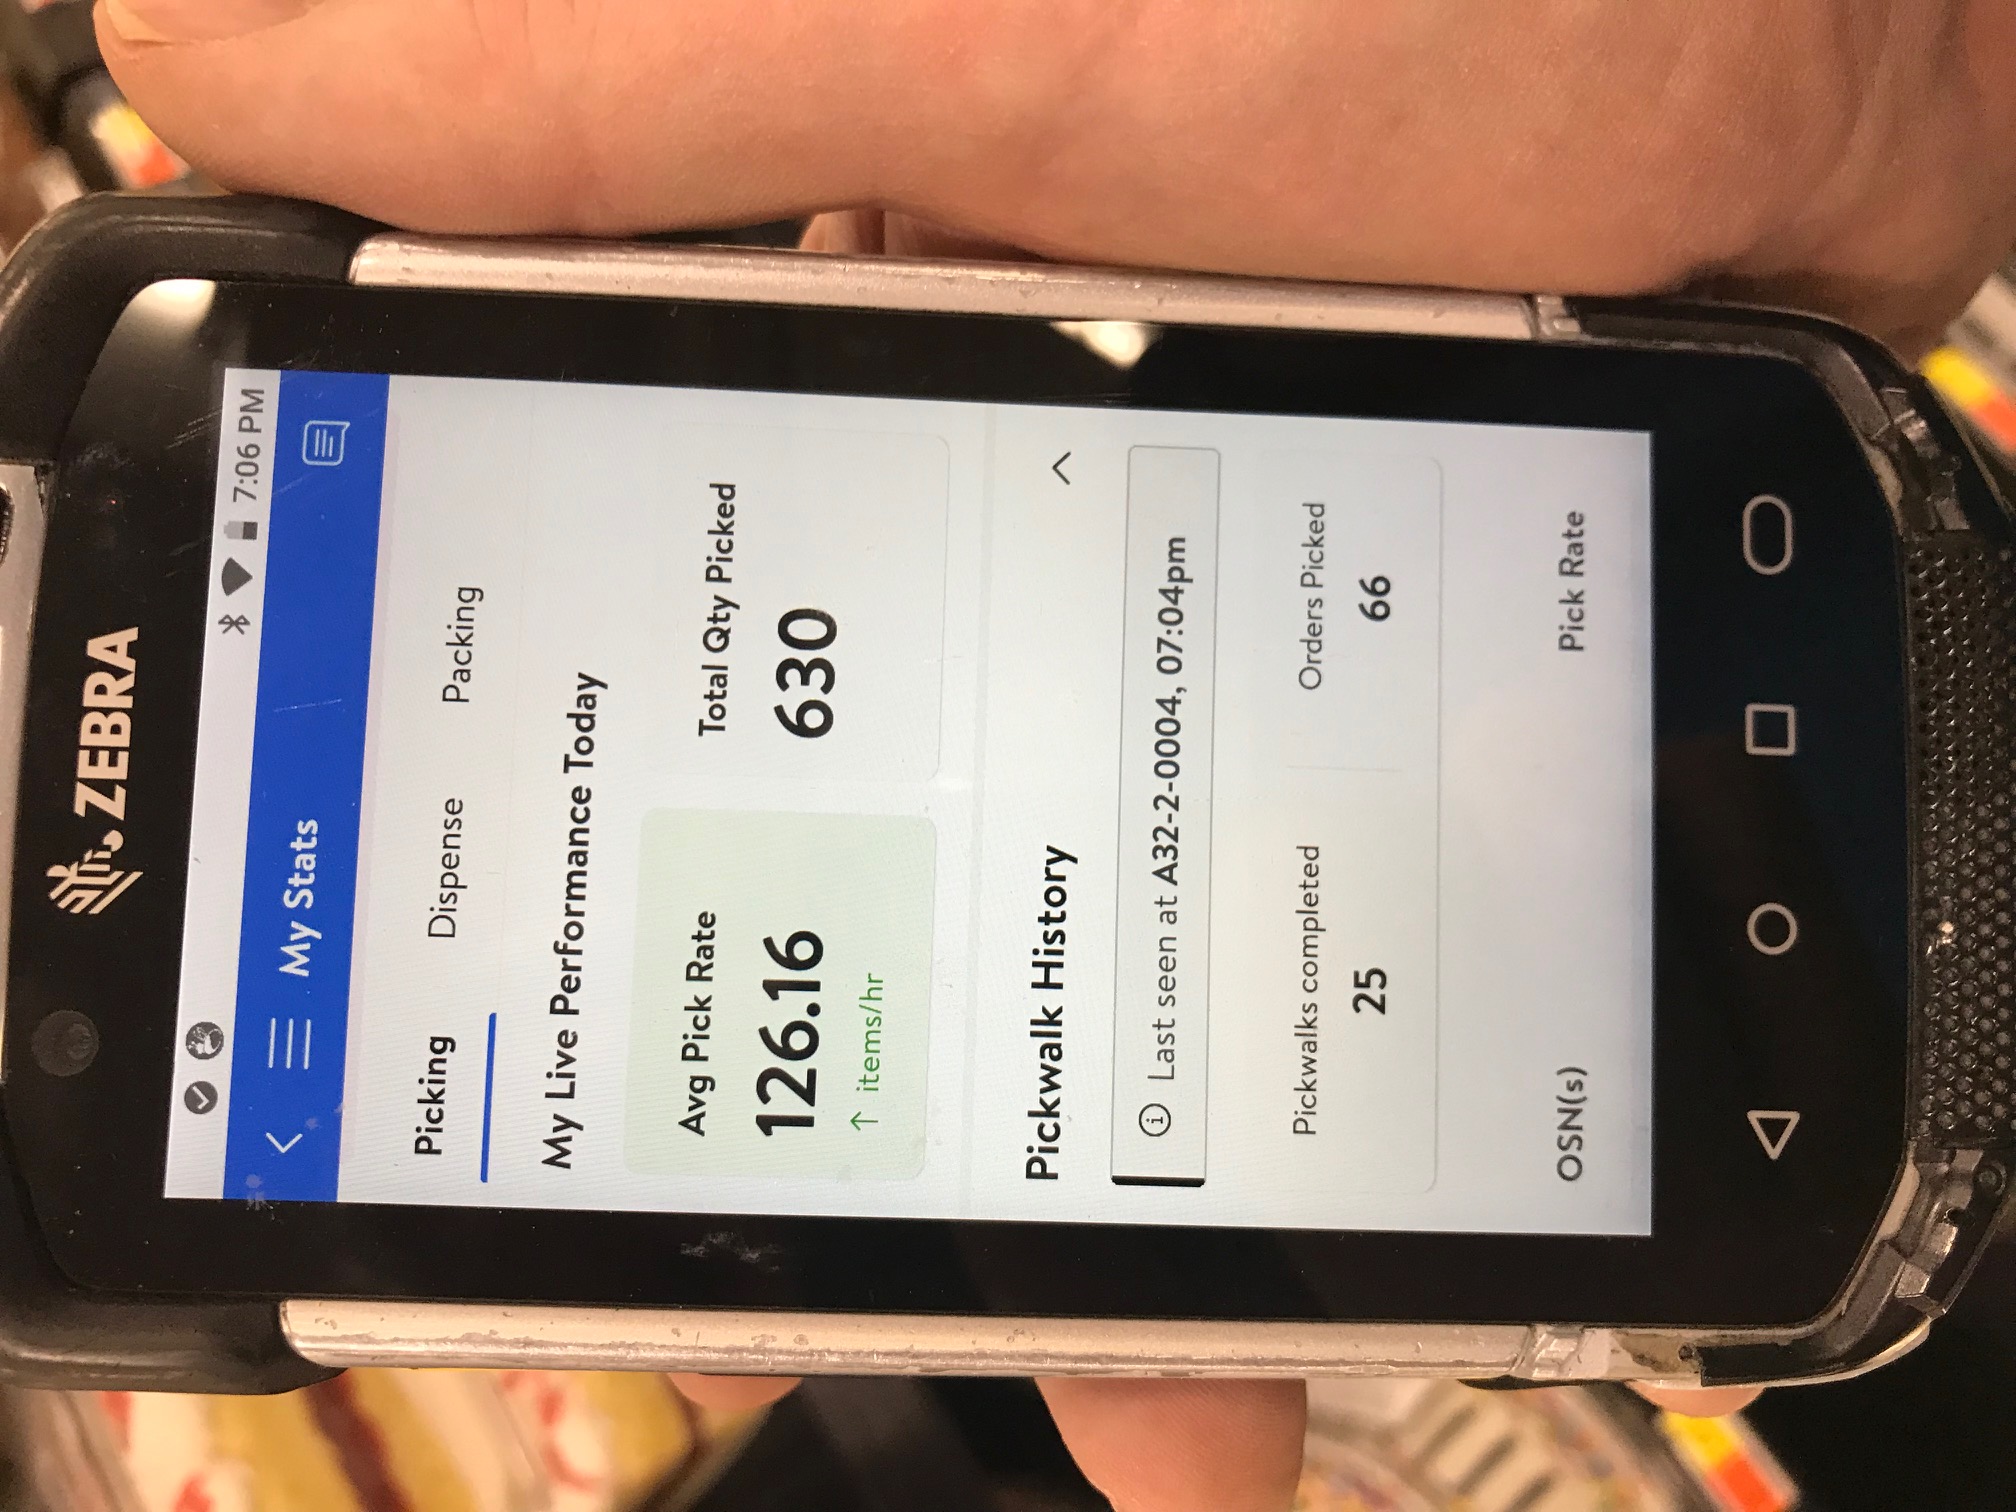 ZEBRA
7:06 PM
My Stats
Picking Dispense Packing
My Live Performance Today
Avg Pick Rate
126.16
↑ items/hr
Total Qty Picked
630
Pickwalk History
Last seen at A32-2-0004, 07:04pm
Pickwalks completed
25
Orders Picked
66
OSN(s) Pick Rate